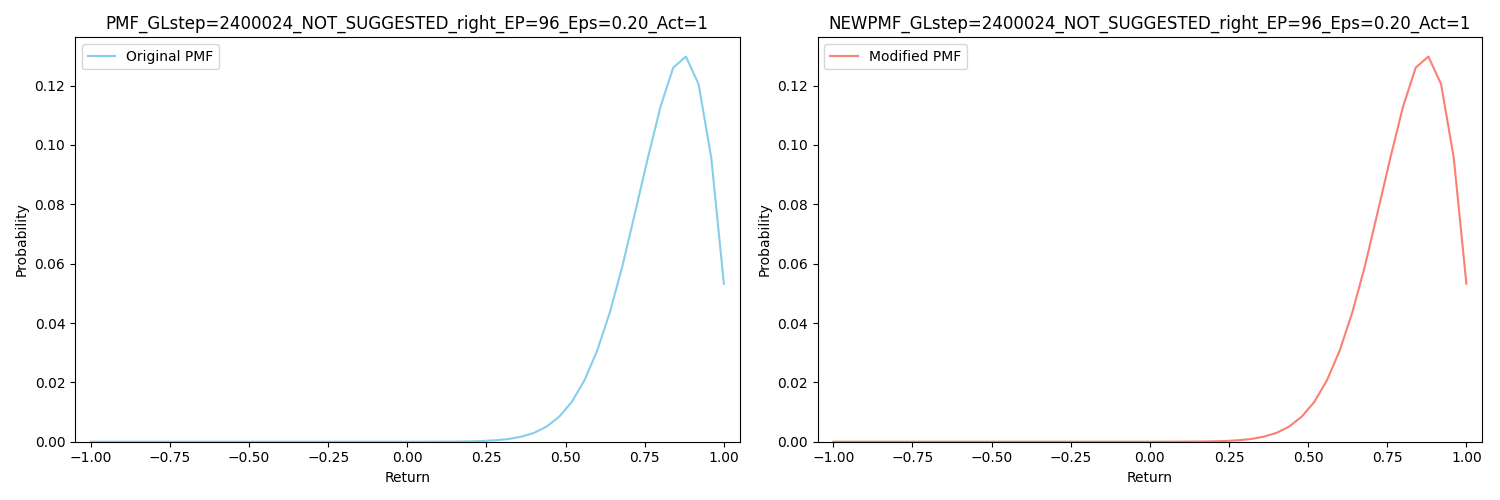 PMF_GLstep=2400024_NOT_SUGGESTED_right_EP=96_Eps=0.20_Act=1
Original PMF
Probability
0.12
0.10
0.08
0.06
0.04
0.02
0.00
−1.00 −0.75 −0.50 −0.25 0.00 0.25 0.50 0.75 1.00
Return
NEWPMF_GLstep=2400024_NOT_SUGGESTED_right_EP=96_Eps=0.20_Act=1
Modified PMF
Probability
0.12
0.10
0.08
0.06
0.04
0.02
0.00
−1.00 −0.75 −0.50 −0.25 0.00 0.25 0.50 0.75 1.00
Return